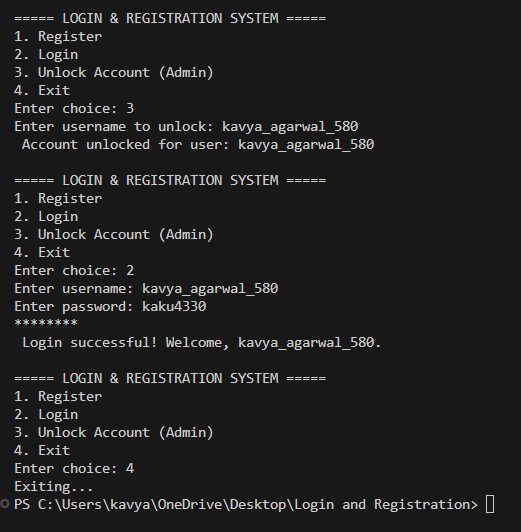 ===== LOGIN & REGISTRATION SYSTEM =====
1. Register
2. Login
3. Unlock Account (Admin)
4. Exit
Enter choice: 3
Enter username to unlock: kavya_agarwal_580
 Account unlocked for user: kavya_agarwal_580

===== LOGIN & REGISTRATION SYSTEM =====
1. Register
2. Login
3. Unlock Account (Admin)
4. Exit
Enter choice: 2
Enter username: kavya_agarwal_580
Enter password: kaku4330
********
 Login successful! Welcome, kavya_agarwal_580.

===== LOGIN & REGISTRATION SYSTEM =====
1. Register
2. Login
3. Unlock Account (Admin)
4. Exit
Enter choice: 4
Exiting...
PS C:\Users\kavya\OneDrive\Desktop\Login and Registration>